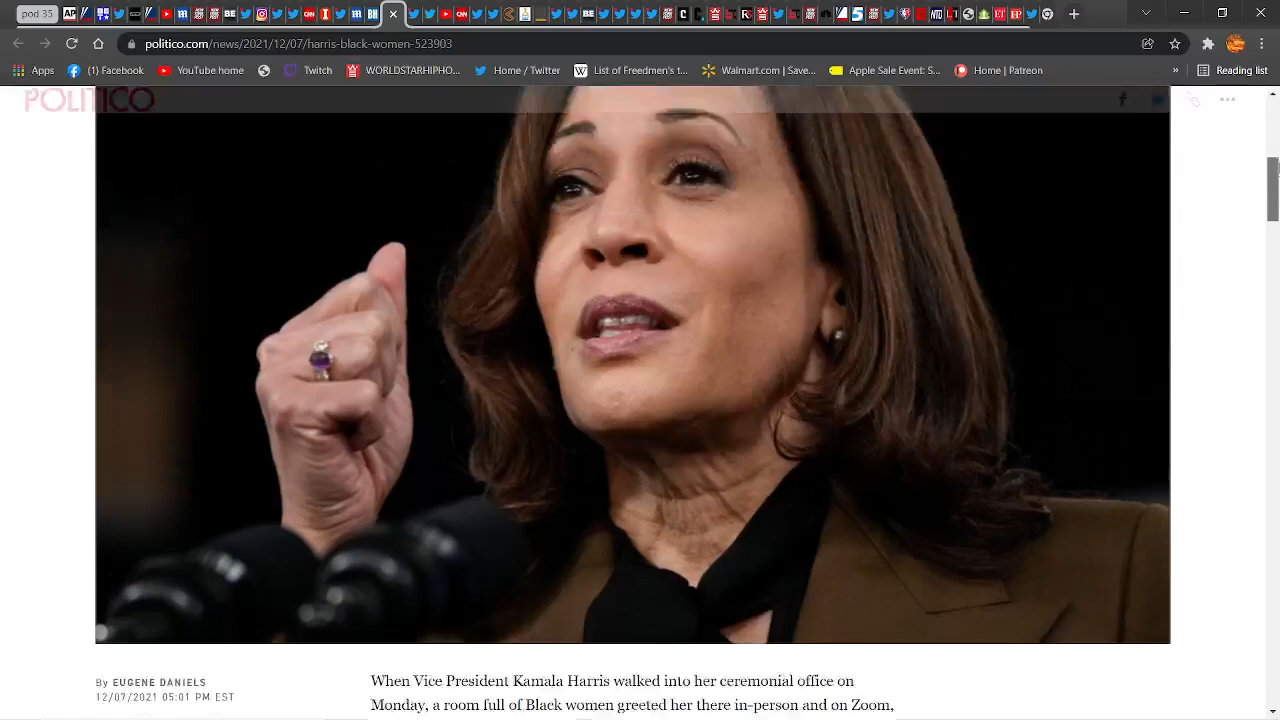 pod 35
politico.com/news/2021/12/07/harris-black-women-523903
Apps (1) Facebook YouTube home Twitch WORLDSTARHIPHO... Home / Twitter List of Freedmen's t... Walmart.com | Save... Apple Sale Event: S... Home | Patreon » Reading list
POLITICO
By EUGENE DANIELS
12/07/2021 05:01 PM EST
When Vice President Kamala Harris walked into her ceremonial office on
Monday, a room full of Black women greeted her there in-person and on Zoom,